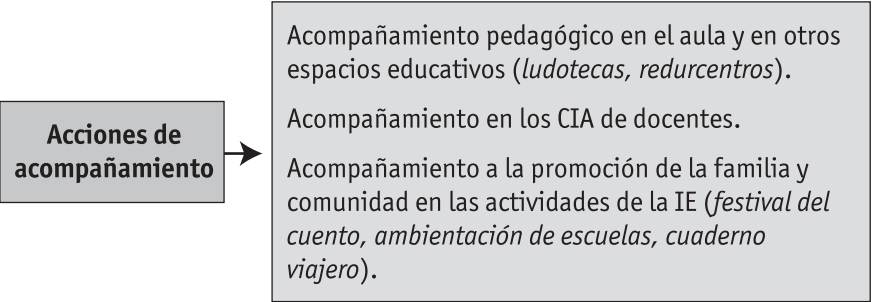 Acciones de
acompañamiento
Acompañamiento pedagógico en el aula y en otros
espacios educativos (ludotecas, redurcentros).
Acompañamiento en los CIA de docentes.
Acompañamiento a la promoción de la familia y
comunidad en las actividades de la IE (festival del
cuento, ambientación de escuelas, cuaderno
viajero).